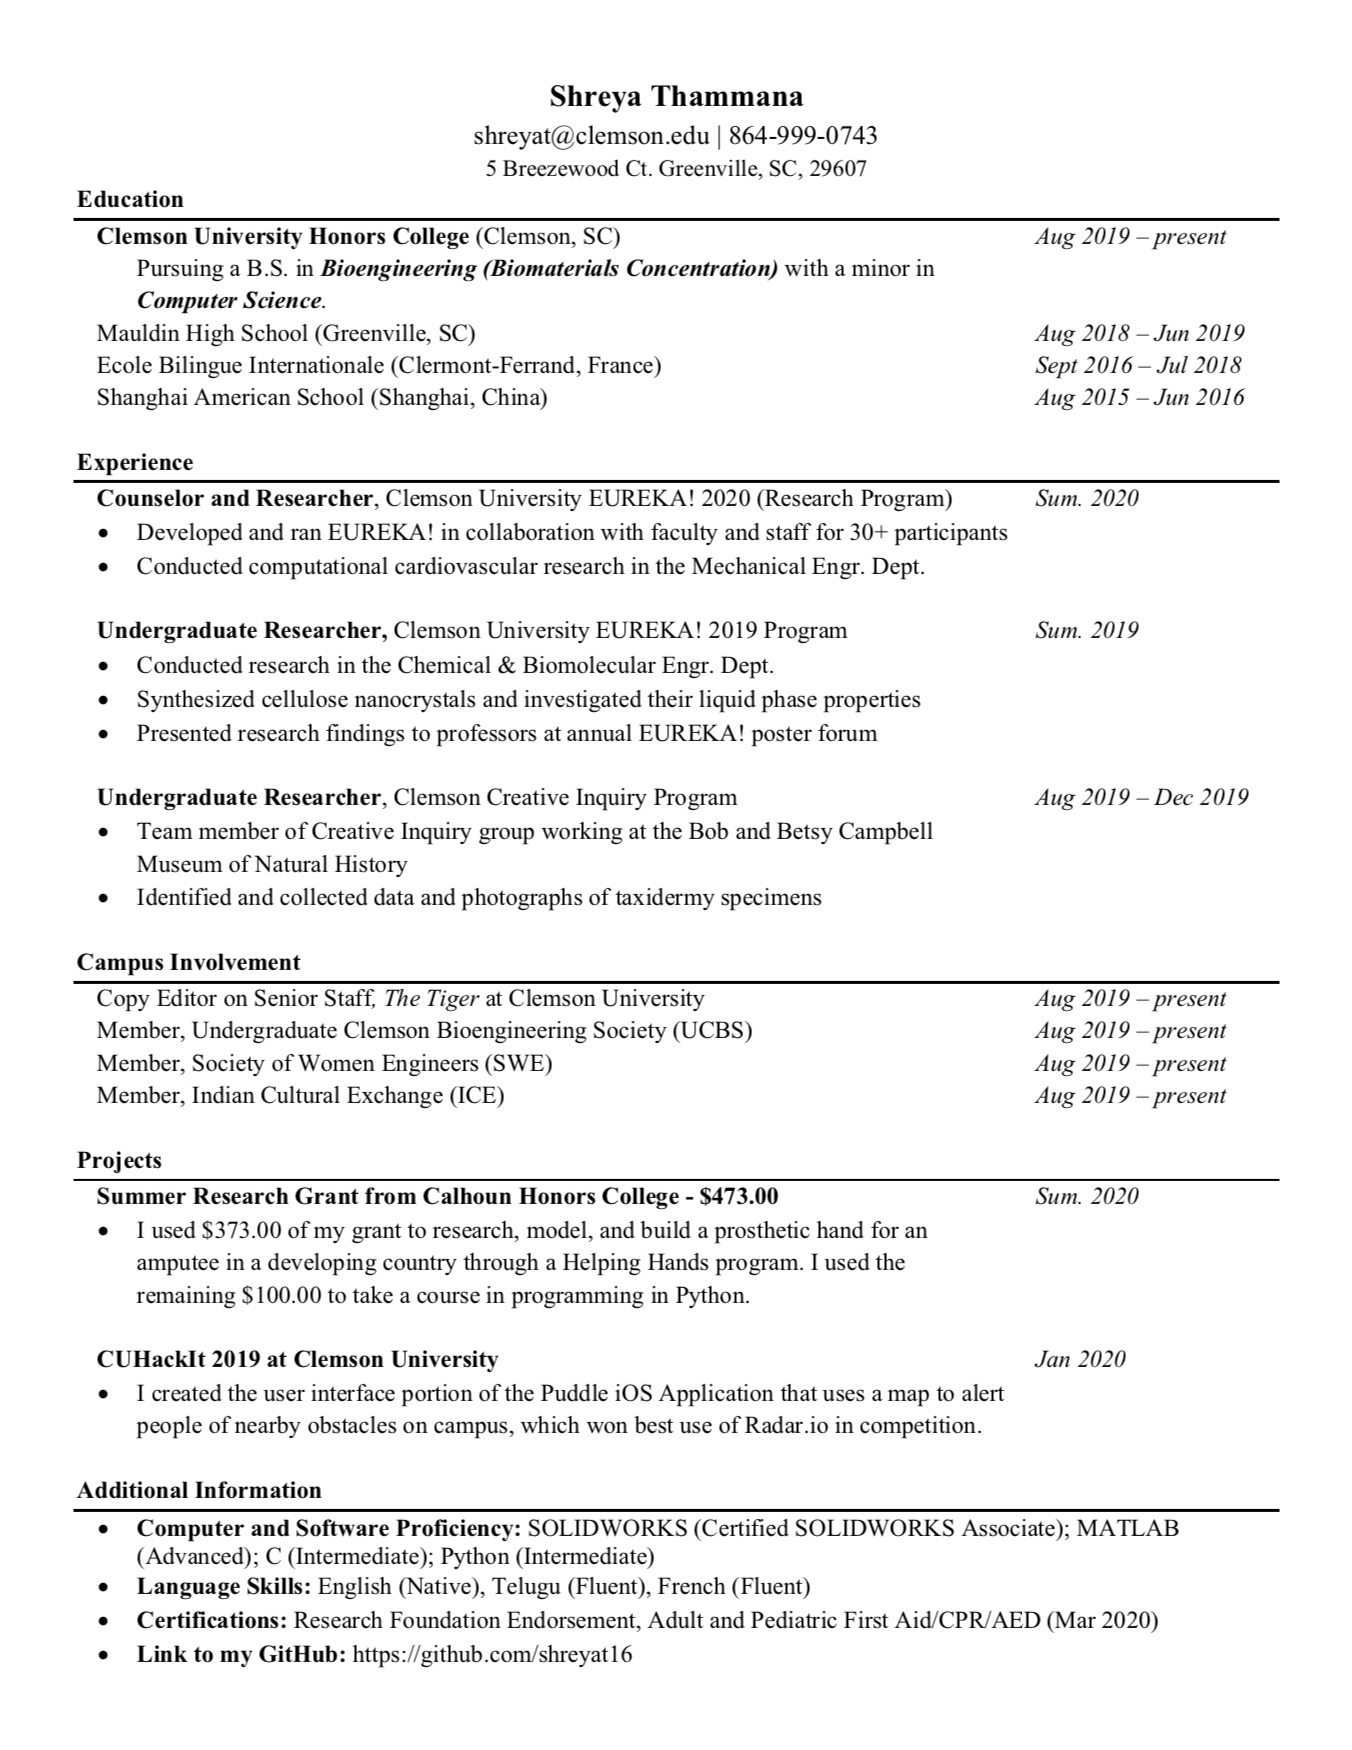 Shreya Thammana
shreyat@clemson.edu | 864-999-0743
5 Breezewood Ct. Greenville, SC, 29607
Education
Clemson University Honors College (Clemson, SC) Aug 2019 – present
Pursuing a B.S. in Bioengineering (Biomaterials Concentration) with a minor in
Computer Science.
Mauldin High School (Greenville, SC) Aug 2018 – Jun 2019
Ecole Bilingue Internationale (Clermont-Ferrand, France) Sept 2016 – Jul 2018
Shanghai American School (Shanghai, China) Aug 2015 – Jun 2016
Experience
Counselor and Researcher, Clemson University EUREKA! 2020 (Research Program) Sum. 2020
• Developed and ran EUREKA! in collaboration with faculty and staff for 30+ participants
• Conducted computational cardiovascular research in the Mechanical Engr. Dept.
Undergraduate Researcher, Clemson University EUREKA! 2019 Program Sum. 2019
• Conducted research in the Chemical & Biomolecular Engr. Dept.
• Synthesized cellulose nanocrystals and investigated their liquid phase properties
• Presented research findings to professors at annual EUREKA! poster forum
Undergraduate Researcher, Clemson Creative Inquiry Program Aug 2019 – Dec 2019
• Team member of Creative Inquiry group working at the Bob and Betsy Campbell
Museum of Natural History
• Identified and collected data and photographs of taxidermy specimens
Campus Involvement
Copy Editor on Senior Staff, The Tiger at Clemson University Aug 2019 – present
Member, Undergraduate Clemson Bioengineering Society (UCBS) Aug 2019 – present
Member, Society of Women Engineers (SWE) Aug 2019 – present
Member, Indian Cultural Exchange (ICE) Aug 2019 – present
Projects
Summer Research Grant from Calhoun Honors College - $473.00 Sum. 2020
• I used $373.00 of my grant to research, model, and build a prosthetic hand for an
amputee in a developing country through a Helping Hands program. I used the
remaining $100.00 to take a course in programming in Python.
CUHackIt 2019 at Clemson University Jan 2020
• I created the user interface portion of the Puddle iOS Application that uses a map to alert
people of nearby obstacles on campus, which won best use of Radar.io in competition.
Additional Information
• Computer and Software Proficiency: SOLIDWORKS (Certified SOLIDWORKS Associate); MATLAB
(Advanced); C (Intermediate); Python (Intermediate)
• Language Skills: English (Native), Telugu (Fluent), French (Fluent)
• Certifications: Research Foundation Endorsement, Adult and Pediatric First Aid/CPR/AED (Mar 2020)
• Link to my GitHub: https://github.com/shreyat16